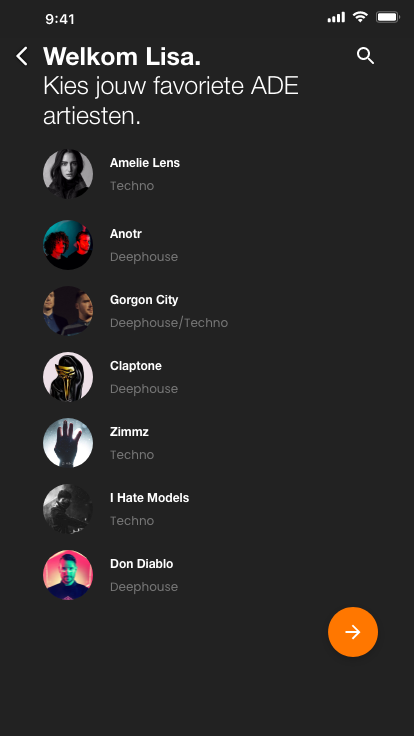 9:41
Welkom Lisa.
Kies jouw favoriete ADE
artiesten.
Amelie Lens
Techno
Anotr
Deephouse
Gorgon City
Deephouse/Techno
Claptone
Deephouse
Zimmz
Techno
I Hate Models
Techno
Don Diablo
Deephouse